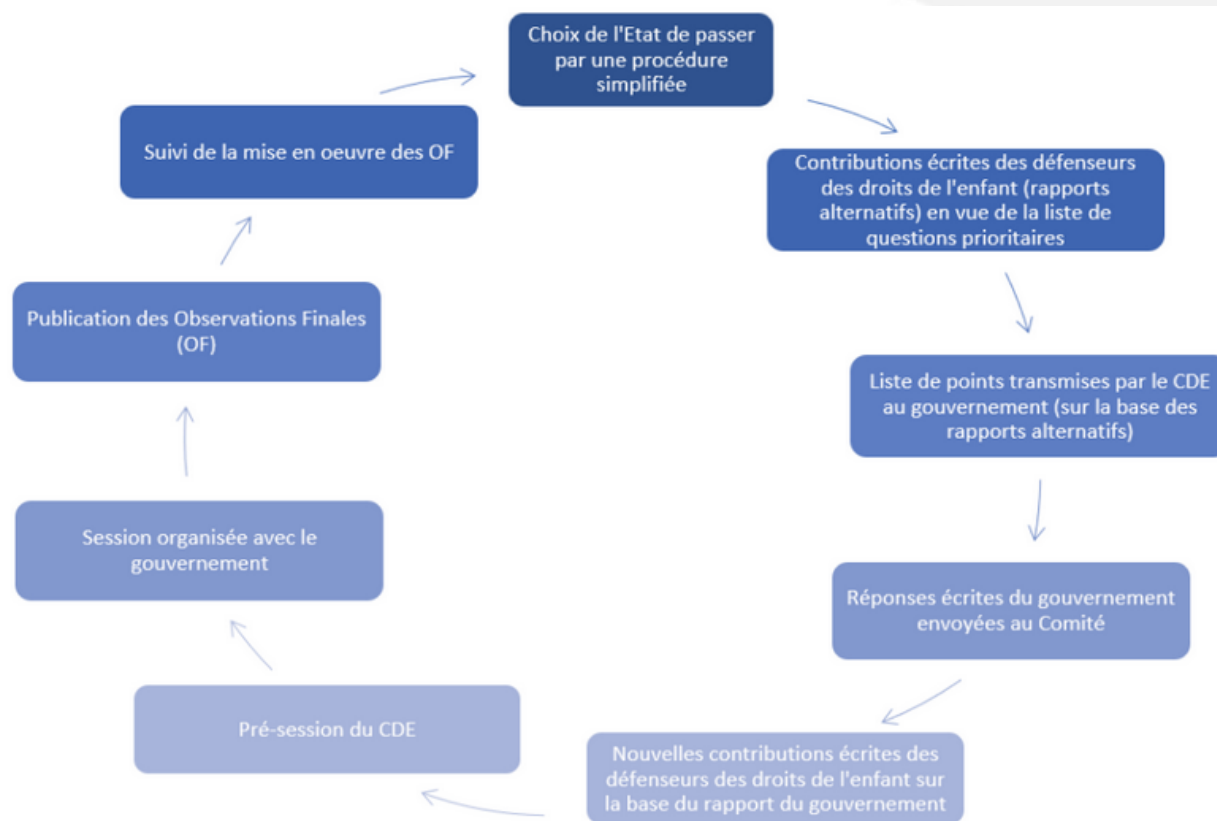 Choix de l'Etat de passer
par une procédure
simplifiée
Contributions écrites des défenseurs
des droits de l'enfant (rapports
alternatifs) en vue de la liste de
questions prioritaires
Liste de points transmises par le CDE
au gouvernement (sur la base des
rapports alternatifs)
Réponses écrites du gouvernement
envoyées au Comité
Nouvelles contributions écrites des
défenseurs des droits de l'enfant sur
la base du rapport du gouvernement
Pré-session du CDE
Session organisée avec le
gouvernement
Publication des Observations Finales
(OF)
Suivi de la mise en oeuvre des OF